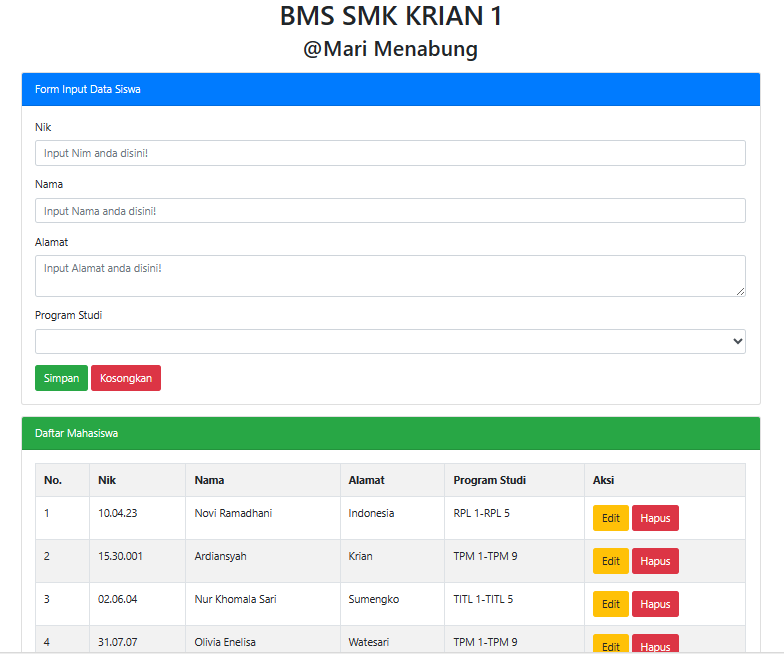 BMS SMK KRIAN 1
@Mari Menabung
Form Input Data Siswa
Nik
Input Nim anda disini!
Nama
Input Nama anda disini!
Alamat
Input Alamat anda disini!
Program Studi
Simpan Kosongkan
Daftar Mahasiswa
No. Nik Nama Alamat Program Studi Aksi
1 10.04.23 Novi Ramadhani Indonesia RPL 1-RPL 5 Edit Hapus
2 15.30.001 Ardiansyah Krian TPM 1-TPM 9 Edit Hapus
3 02.06.04 Nur Khomala Sari Sumengko TITL 1-TITL 5 Edit Hapus
4 31.07.07 Olivia Enelisa Watesari TPM 1-TPM 9 Edit Hapus